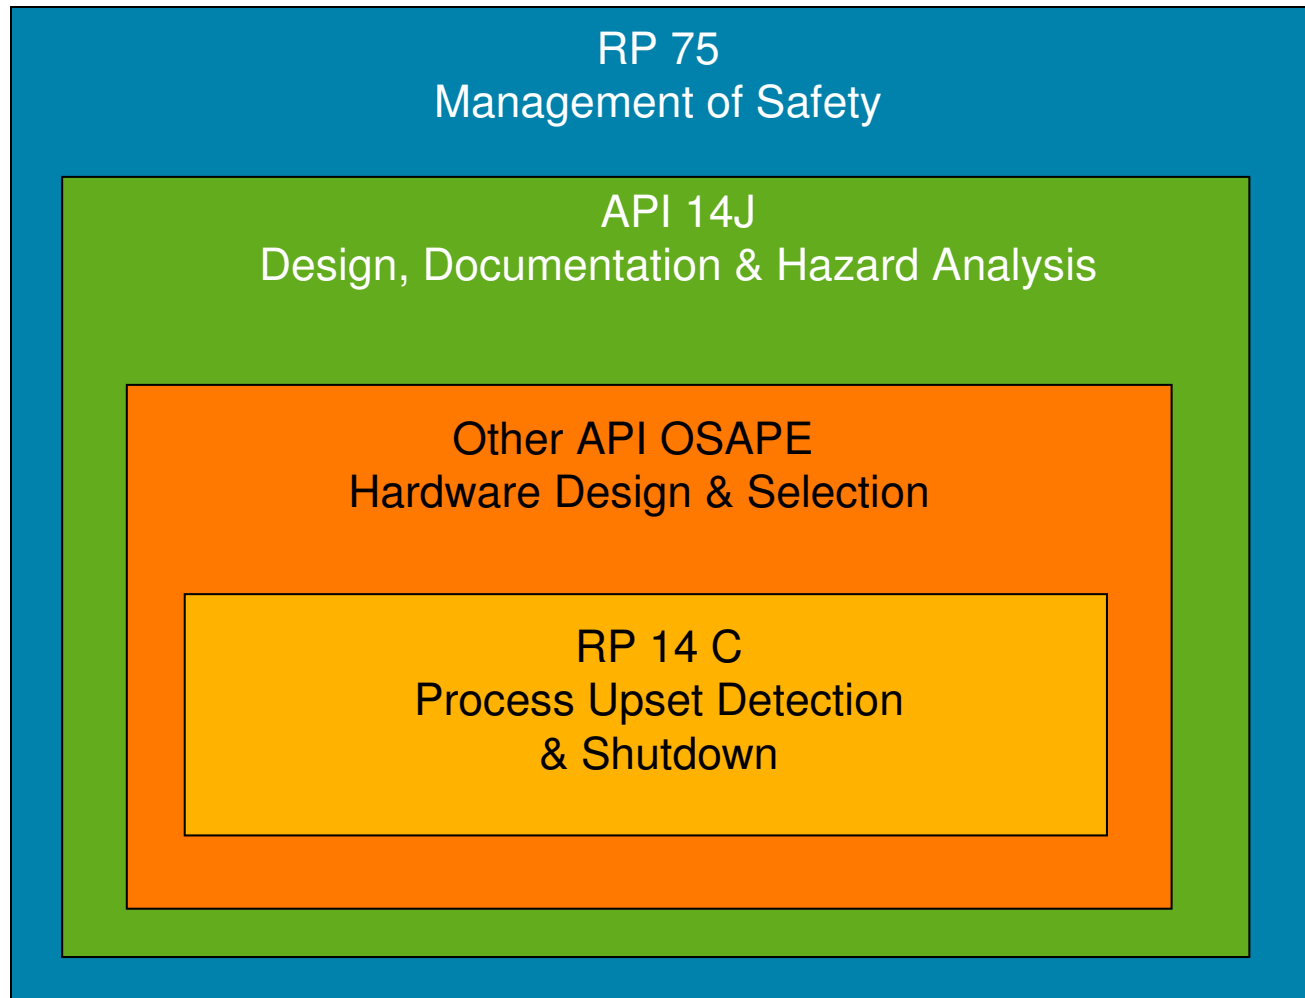 RP 75
Management of Safety
API 14J
Design, Documentation & Hazard Analysis
Other API OSAPE
Hardware Design & Selection
RP 14 C
Process Upset Detection
& Shutdown